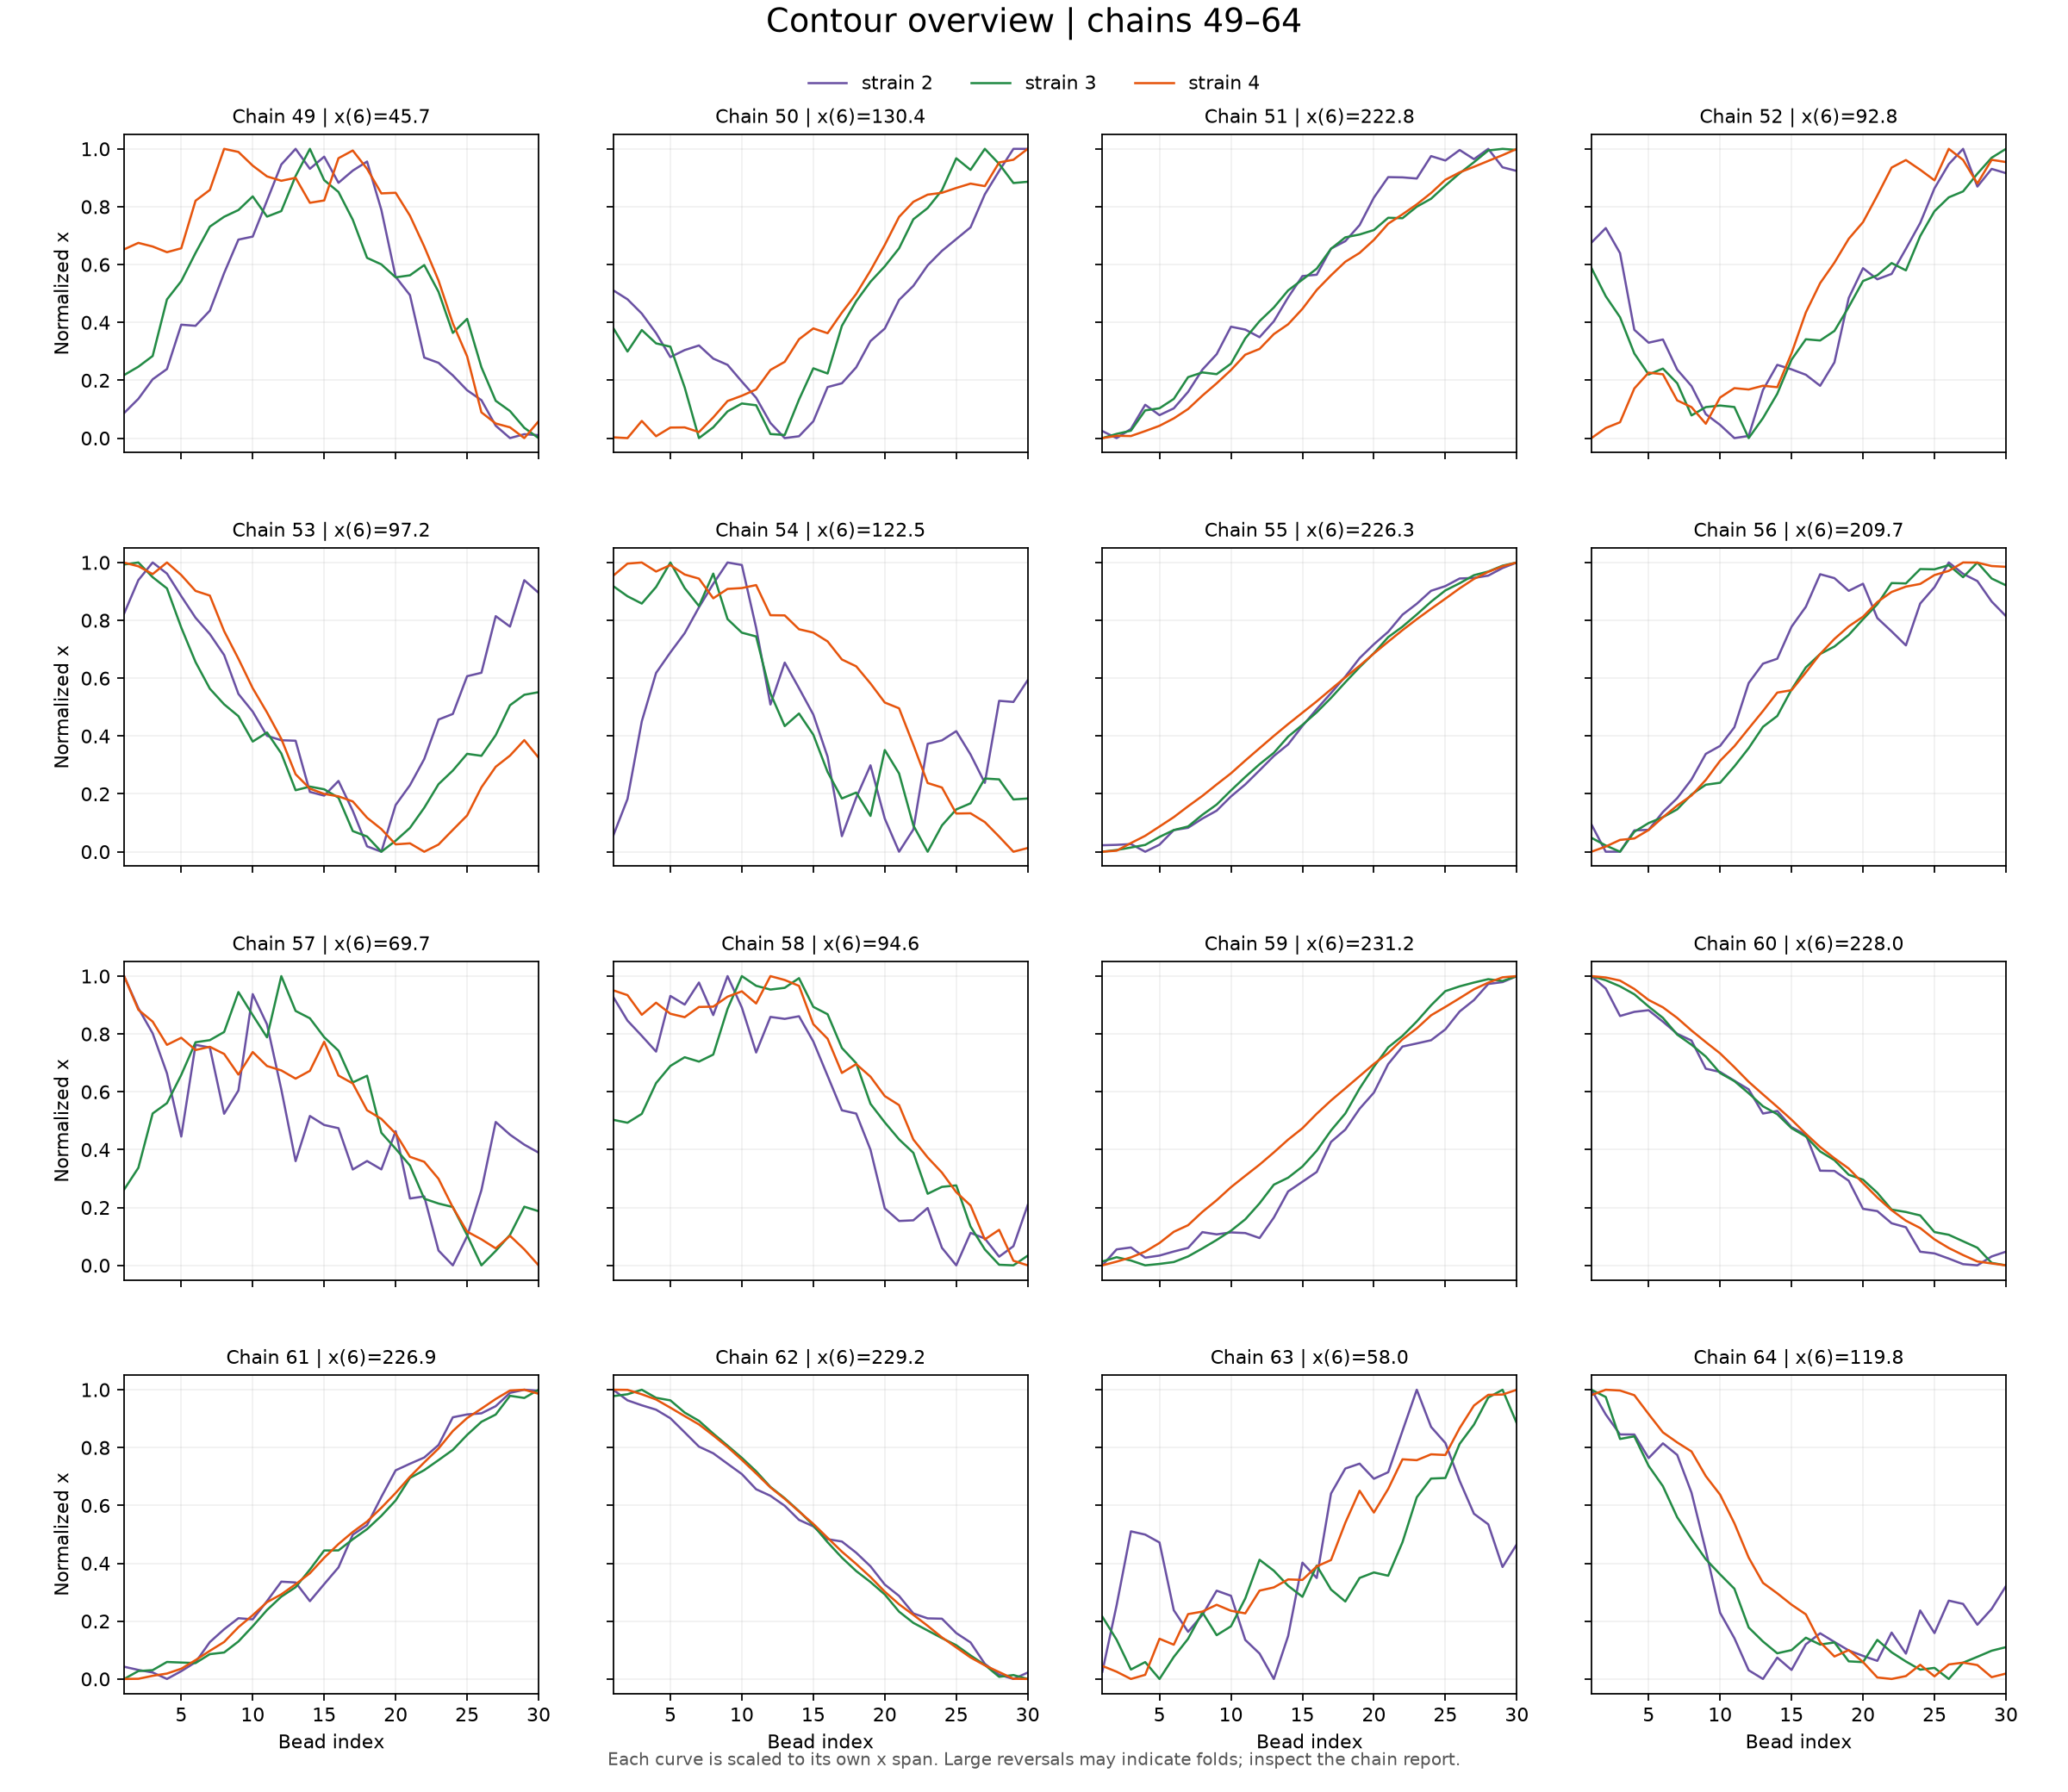 Contour overview | chains 49–64
strain 2 strain 3 strain 4
Chain 49 | x(6)=45.7 Chain 50 | x(6)=130.4 Chain 51 | x(6)=222.8 Chain 52 | x(6)=92.8
1.0
0.8
0.6
0.4
0.2
0.0
Normalized x
Chain 53 | x(6)=97.2 Chain 54 | x(6)=122.5 Chain 55 | x(6)=226.3 Chain 56 | x(6)=209.7
1.0
0.8
0.6
0.4
0.2
0.0
Normalized x
Chain 57 | x(6)=69.7 Chain 58 | x(6)=94.6 Chain 59 | x(6)=231.2 Chain 60 | x(6)=228.0
1.0
0.8
0.6
0.4
0.2
0.0
Normalized x
Chain 61 | x(6)=226.9 Chain 62 | x(6)=229.2 Chain 63 | x(6)=58.0 Chain 64 | x(6)=119.8
1.0
0.8
0.6
0.4
0.2
0.0
Normalized x
5 10 15 20 25 30 5 10 15 20 25 30 5 10 15 20 25 30 5 10 15 20 25 30
Bead index Bead index Bead index Bead index
Each curve is scaled to its own x span. Large reversals may indicate folds; inspect the chain report.